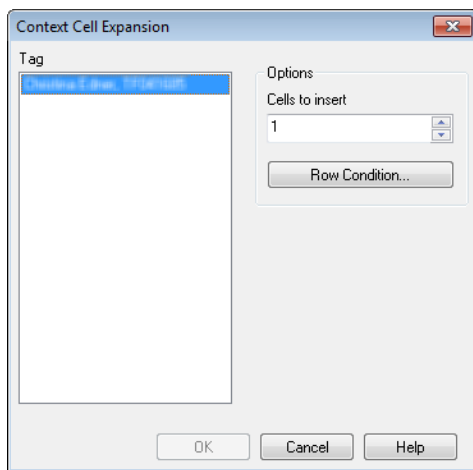 Context Cell Expansion
Tag
Options
Cells to insert
1
Row Condition...
OK
Cancel
Help